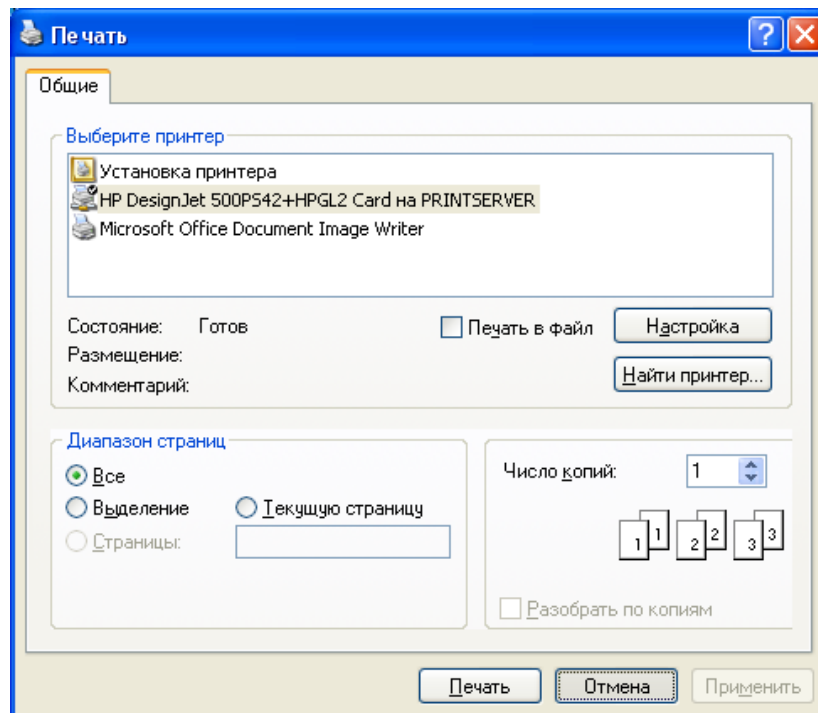 Печать
Общие
Выберите принтер
Установка принтера
HP DesignJet 500PS42+HPGL2 Card на PRINTSERVER
Microsoft Office Document Image Writer
Состояние: Готов
Печать в файл
Настройка
Размещение:
Комментарий:
Найти принтер...
Диапазон страниц
Все
Выделение
Текущую страницу
Страницы:
Число копий: 1
1 1 2 2 3 3
Разобрать по копиям
Печать
Отмена
Применить